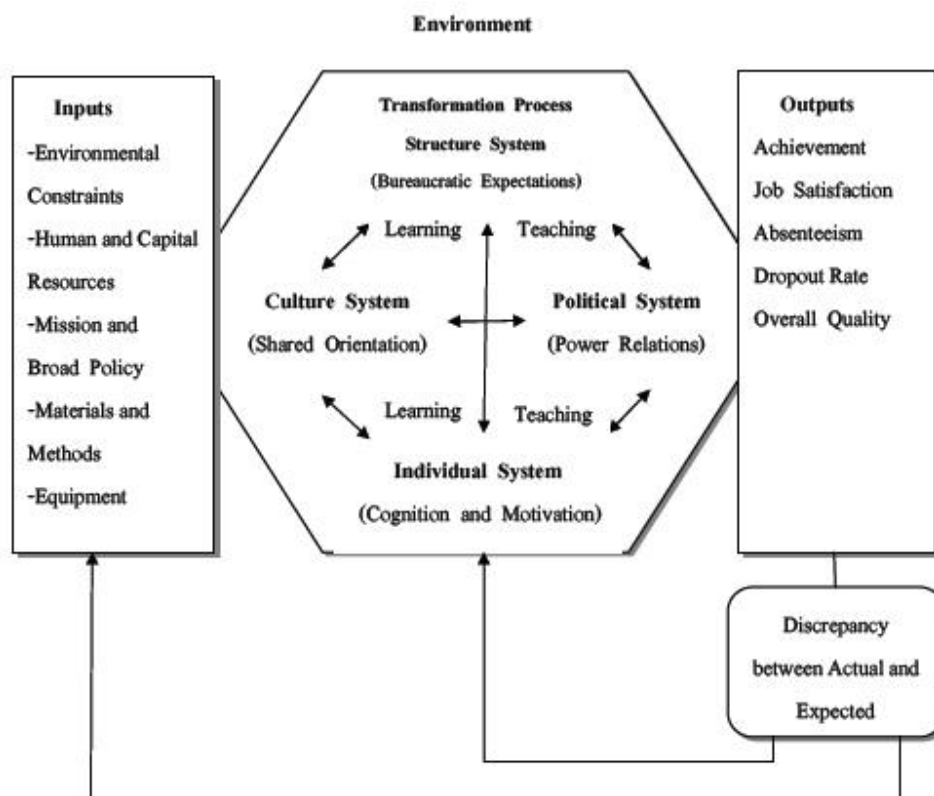 Environment
Inputs
-Environmental
Constraints
-Human and Capital
Resources
-Mission and
Broad Policy
-Materials and
Methods
-Equipment
Transformation Process
Structure System
(Bureaucratic Expectations)
Learning Teaching
Culture System Political System
(Shared Orientation) (Power Relations)
Learning Teaching
Individual System
(Cognition and Motivation)
Outputs
Achievement
Job Satisfaction
Absenteeism
Dropout Rate
Overall Quality
Discrepancy
between Actual and
Expected